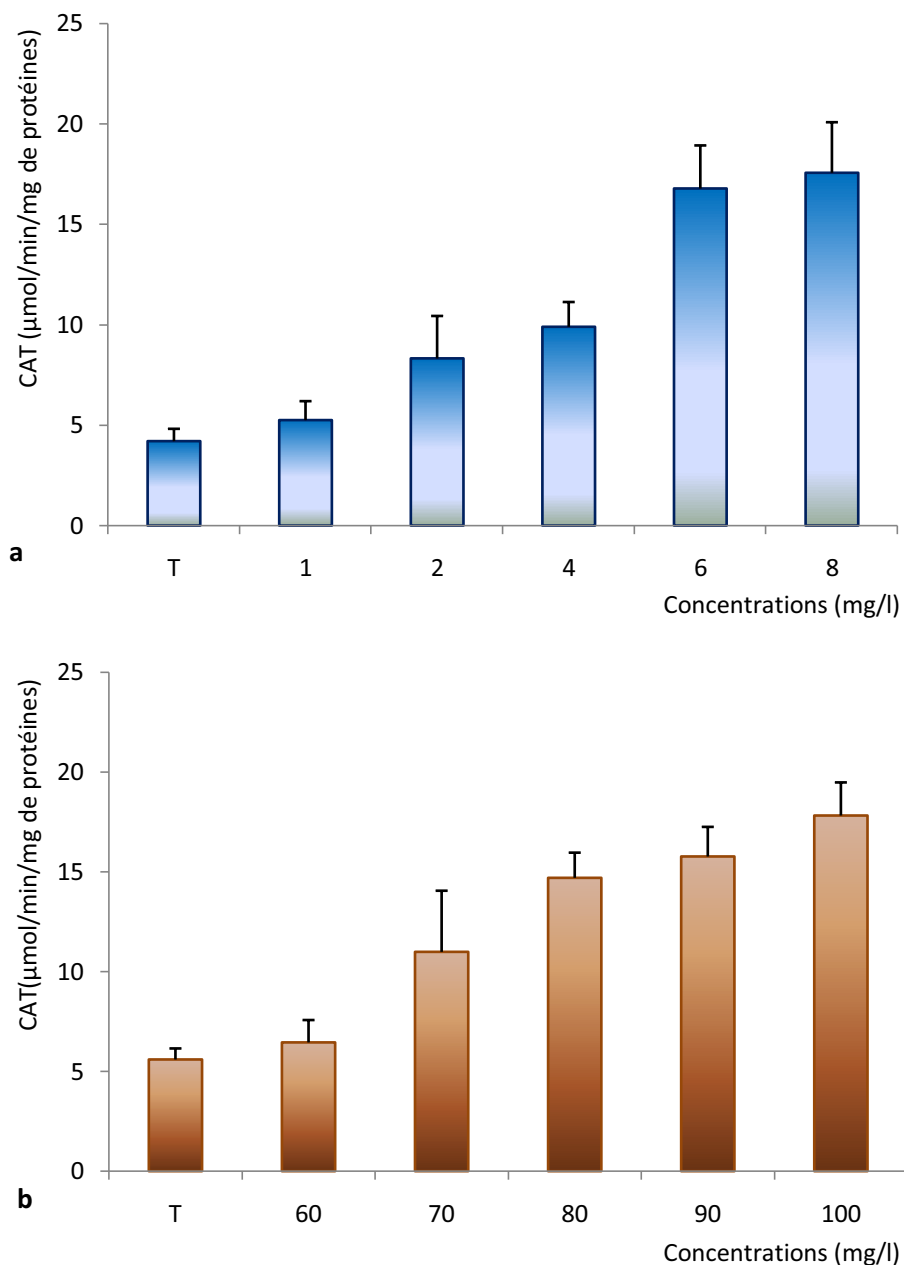 25
20
15
10
5
0
CAT (µmol/min/mg de protéines)
a
T 1 2 4 6 8
Concentrations (mg/l)
25
20
15
10
5
0
CAT(µmol/min/mg de protéines)
b
T 60 70 80 90 100
Concentrations (mg/l)